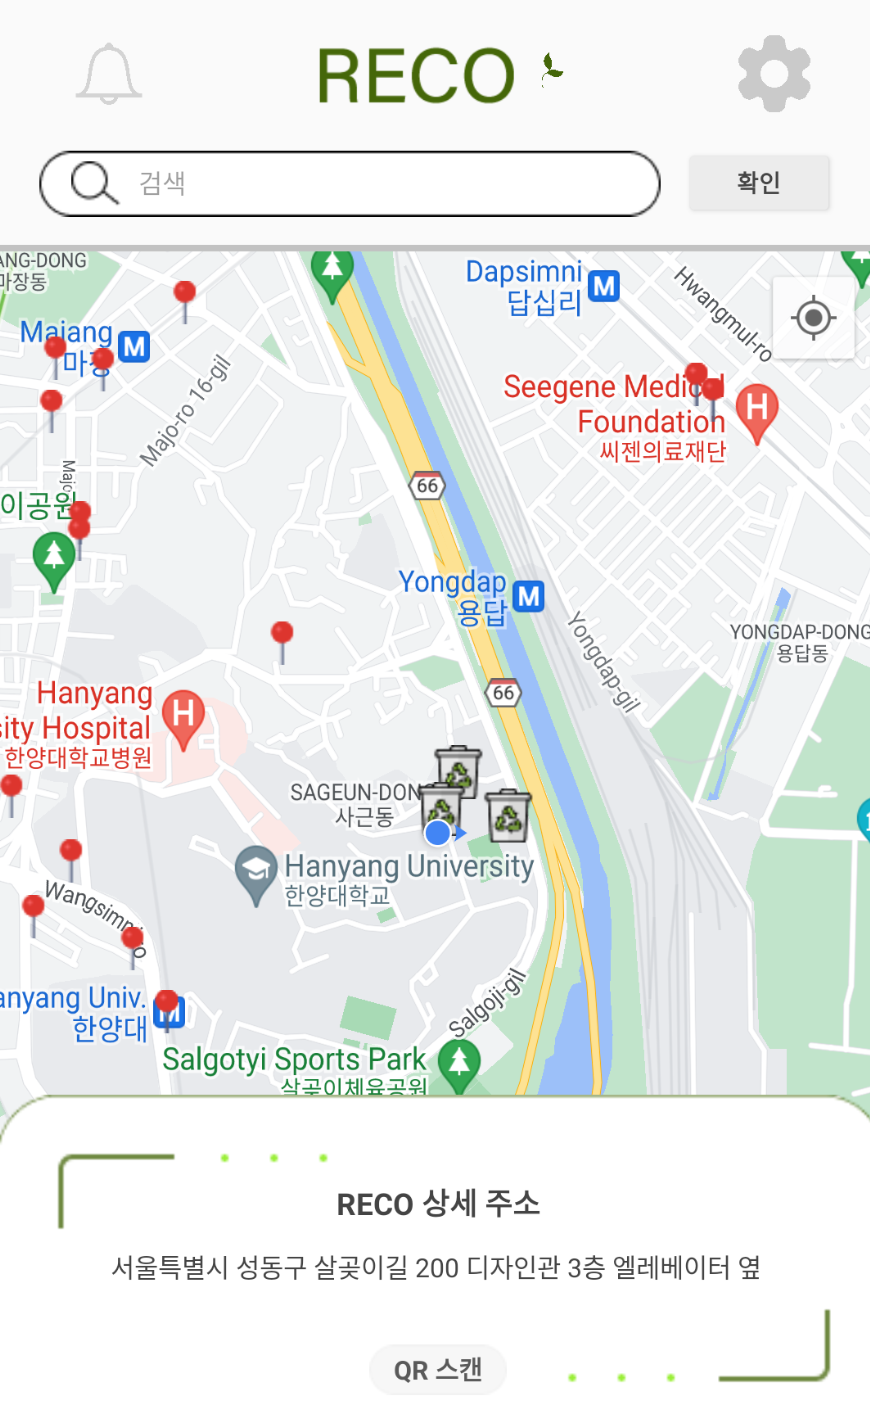 RECO
검색
확인
ANG-DONG
마장동
Dapsimni
답십리
M
Hwangmul-ro
Majang
M
Majo-ro 16-gil
Seegene Medical
Foundation
씨젠의료재단
H
66
이공원
Yongdap
용답
M
Yongdap-gil
YONGDAP-DONG
용답동
66
Hanyang
sity Hospital
한양대학교병원
H
SAGEUN-DON
사근동
Hanyang University
한양대학교
Wangsimni-ro
anyang Univ.
한양대
M
Salgoji-gil
Salgotyi Sports Park
살곶이체육공원
RECO 상세 주소
서울특별시 성동구 살곶이길 200 디자인관 3층 엘레베이터 옆
QR 스캔